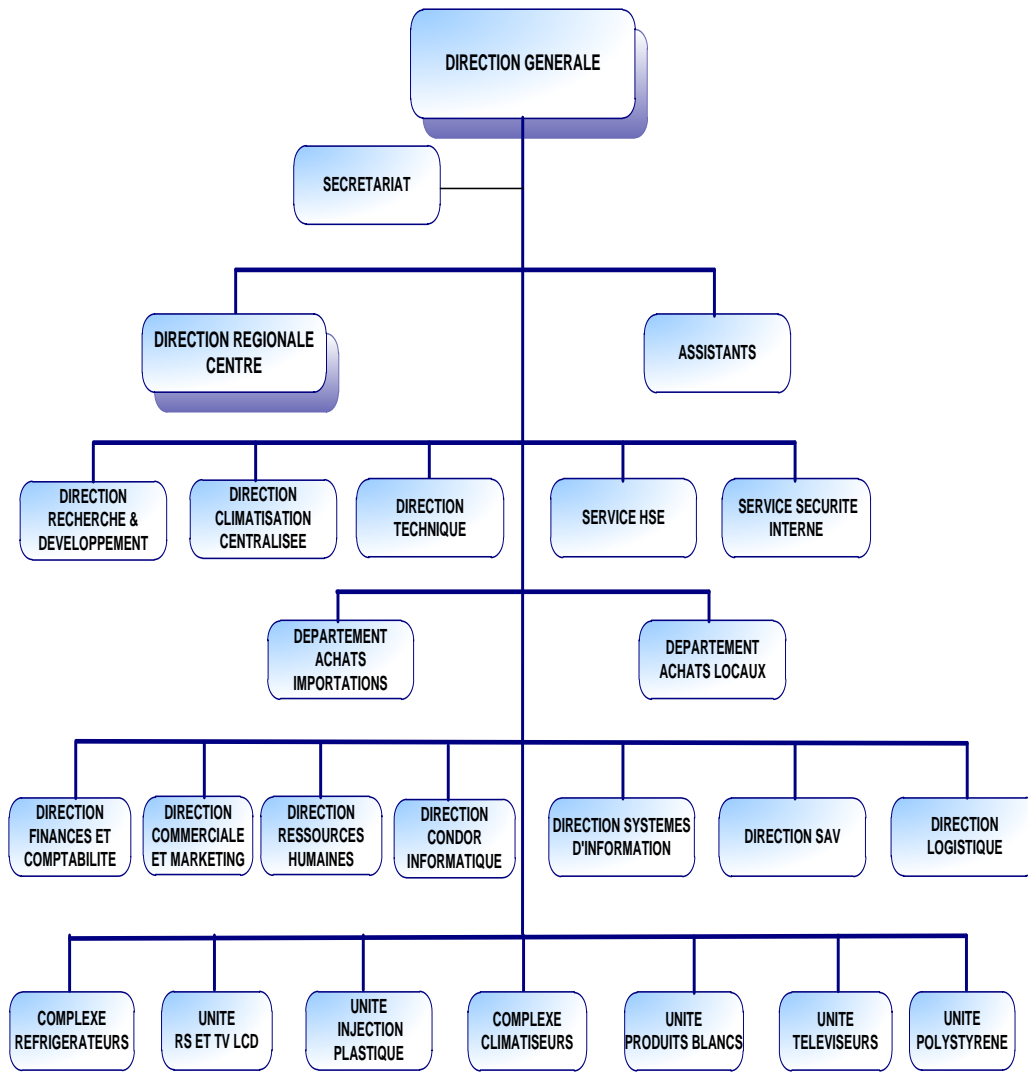 DIRECTION GENERALE
SECRETARIAT
DIRECTION REGIONALE
CENTRE
ASSISTANTS
DIRECTION
RECHERCHE &
DEVELOPPEMENT
DIRECTION
CLIMATISATION
CENTRALISEE
DIRECTION
TECHNIQUE
SERVICE HSE
SERVICE SECURITE
INTERNE
DEPARTEMENT
ACHATS
IMPORTATIONS
DEPARTEMENT
ACHATS LOCAUX
DIRECTION
FINANCES ET
COMPTABILITE
DIRECTION
COMMERCIALE
ET MARKETING
DIRECTION
RESSOURCES
HUMAINES
DIRECTION
CONDOR
INFORMATIQUE
DIRECTION SYSTEMES
D'INFORMATION
DIRECTION SAV
DIRECTION
LOGISTIQUE
COMPLEXE
REFRIGERATEURS
UNITE
RS ET TV LCD
UNITE
INJECTION
PLASTIQUE
COMPLEXE
CLIMATISEURS
UNITE
PRODUITS BLANCS
UNITE
TELEVISEURS
UNITE
POLYSTYRENE